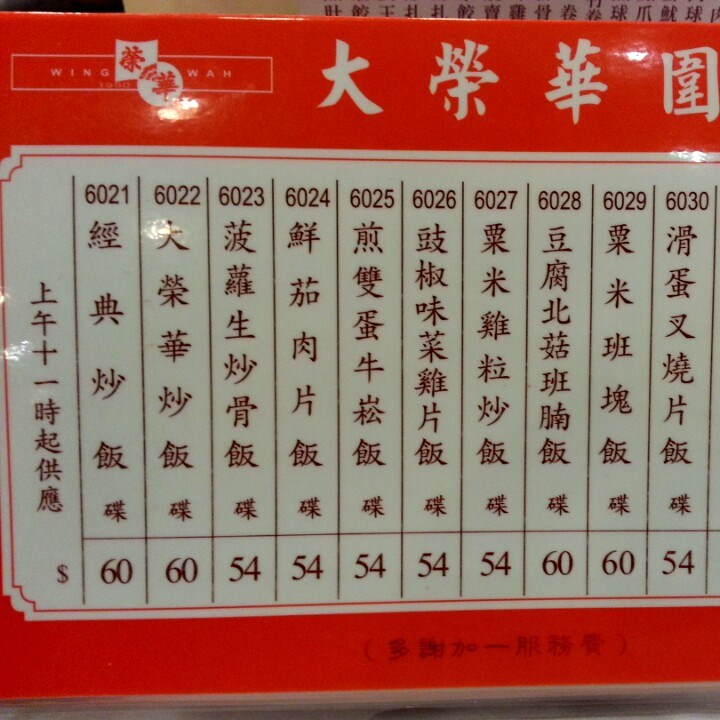 WING WAH
榮華
大榮華圍
上午十一時起供應
$
6021
經典炒飯 碟
60
6022
大榮華炒飯 碟
60
6023
菠蘿生炒骨飯 碟
54
6024
鮮茄肉片飯 碟
54
6025
煎雙蛋牛崧飯 碟
54
6026
豉椒味菜雞片飯 碟
54
6027
粟米雞粒炒飯 碟
54
6028
豆腐北菇班腩飯 碟
60
6029
粟米班塊飯 碟
60
6030
滑蛋叉燒片飯 碟
54
(多謝加一服務費)